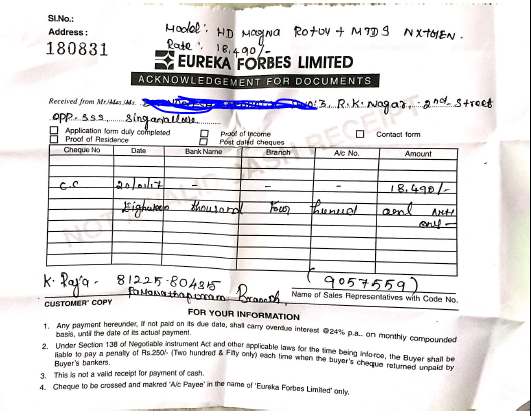 Sl.No.:
Address :
180831
Model : HD Magna RO+UV + MTDS NXTGEN.
Rate : 18,490/-
EUREKA FORBES LIMITED
ACKNOWLEDGEMENT FOR DOCUMENTS
Received from Mr./Mrs./Ms. 3, R.K. Nagar, 2nd Street
opp. SSS, Singanallore.
Application form duly completed Proof of Income Contact form
Proof of Residence Post dated cheques
Cheque No Date Bank Name Branch A/c No. Amount
C.C 20/01/17 - - - 18,490/-
Eighteen thousand four hundred and
only -
K. Raja - 81225-804315 (9057559)
Branch, Name of Sales Representatives with Code No.
CUSTOMER COPY
FOR YOUR INFORMATION
1. Any payment hereunder, if not paid on its due date, shall carry overdue interest @24% p.a., on monthly compounded
basis, until the date of its actual payment.
2. Under Section 138 of Negotiable instrument Act and other applicable laws for the time being inforce, the Buyer shall be
liable to pay a penalty of Rs.250/- (Two hundred & Fifty only) each time when the buyer's cheque returned unpaid by
Buyer's bankers.
3. This is not a valid receipt for payment of cash.
4. Cheque to be crossed and makred 'A/c Payee' in the name of 'Eureka Forbes Limited' only.